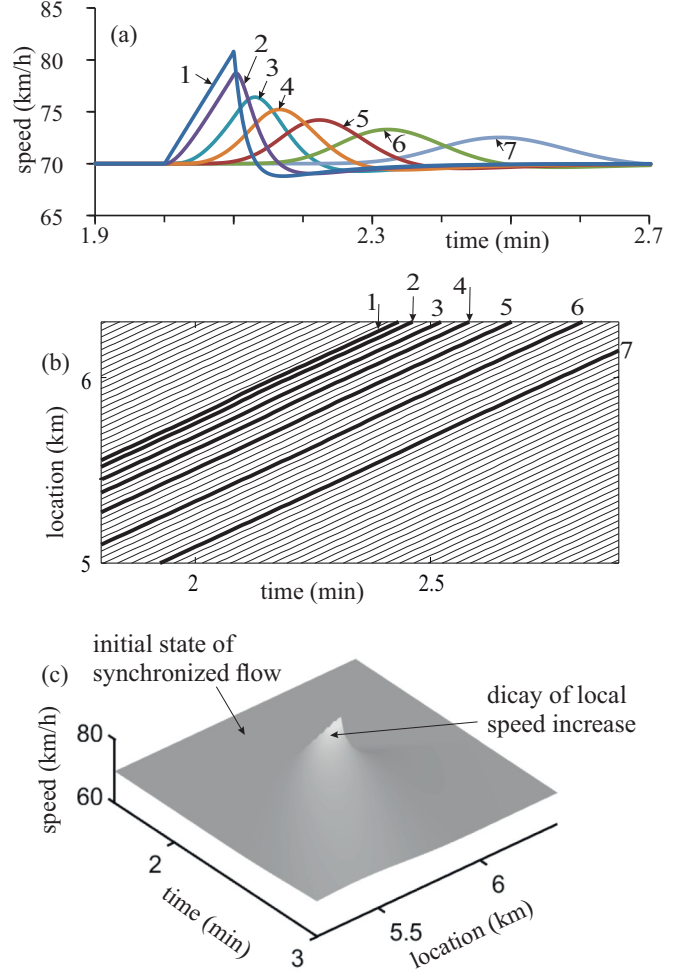 (a)
speed (km/h)
85
80
75
70
65
1
2
3
4
5
6
7
1.9
2.3
2.7
time (min)
(b)
location (km)
6
5
1
2
3
4
5
6
7
2
2.5
time (min)
(c)
initial state of
synchronized flow
dicay of local
speed increase
speed (km/h)
80
60
2
3
time (min)
5.5
6
location (km)